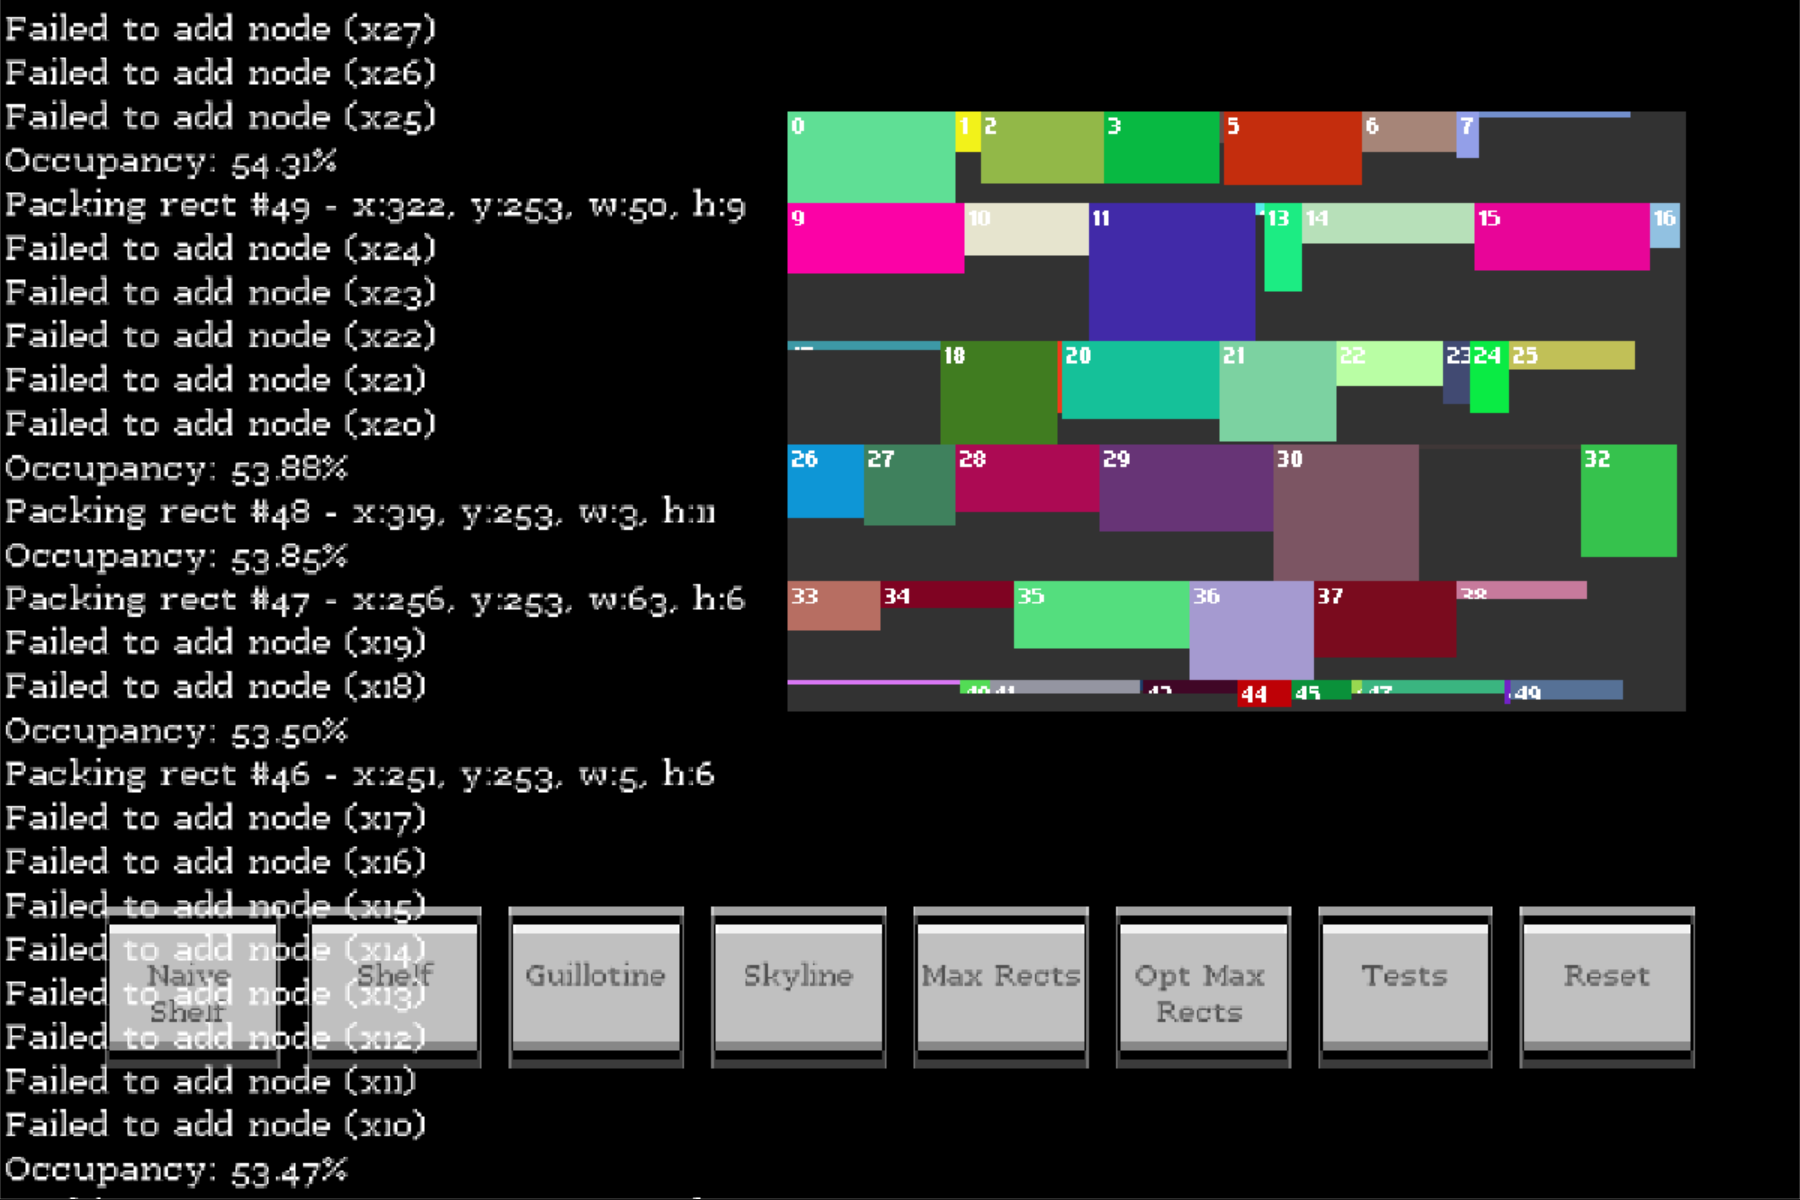 Failed to add node (x27)
Failed to add node (x26)
Failed to add node (x25)
Occupancy: 54.31%
Packing rect #49 - x:322, y:253, w:50, h:9
Failed to add node (x24)
Failed to add node (x23)
Failed to add node (x22)
Failed to add node (x21)
Failed to add node (x20)
Occupancy: 53.88%
Packing rect #48 - x:319, y:253, w:3, h:11
Occupancy: 53.85%
Packing rect #47 - x:256, y:253, w:63, h:6
Failed to add node (x19)
Failed to add node (x18)
Occupancy: 53.50%
Packing rect #46 - x:251, y:253, w:5, h:6
Failed to add node (x17)
Failed to add node (x16)
Failed to add node (x15)
Failed to add node (x14)
Failed to add node (x13)
Failed to add node (x12)
Failed to add node (x11)
Failed to add node (x10)
Occupancy: 53.47%
0 1 2 3 5 6 7
9 10 11 13 14 15 16
18 20 21 22 23 24 25
26 27 28 29 30 32
33 34 35 36 37 38
40 41 43 44 45 47 49
Naive
Shelf
Shelf
Guillotine
Skyline
Max Rects
Opt Max
Rects
Tests
Reset